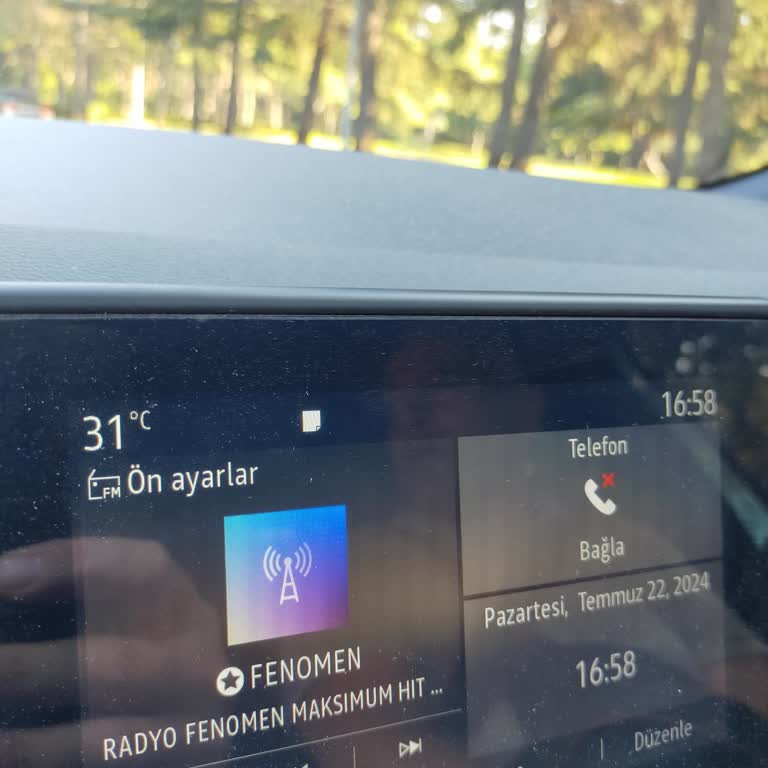 31°C
16:58
FM Ön ayarlar
Telefon
Bağla
Pazartesi, Temmuz 22, 2024
16:58
FENOMEN
RADYO FENOMEN MAKSIMUM HIT ...
Düzenle